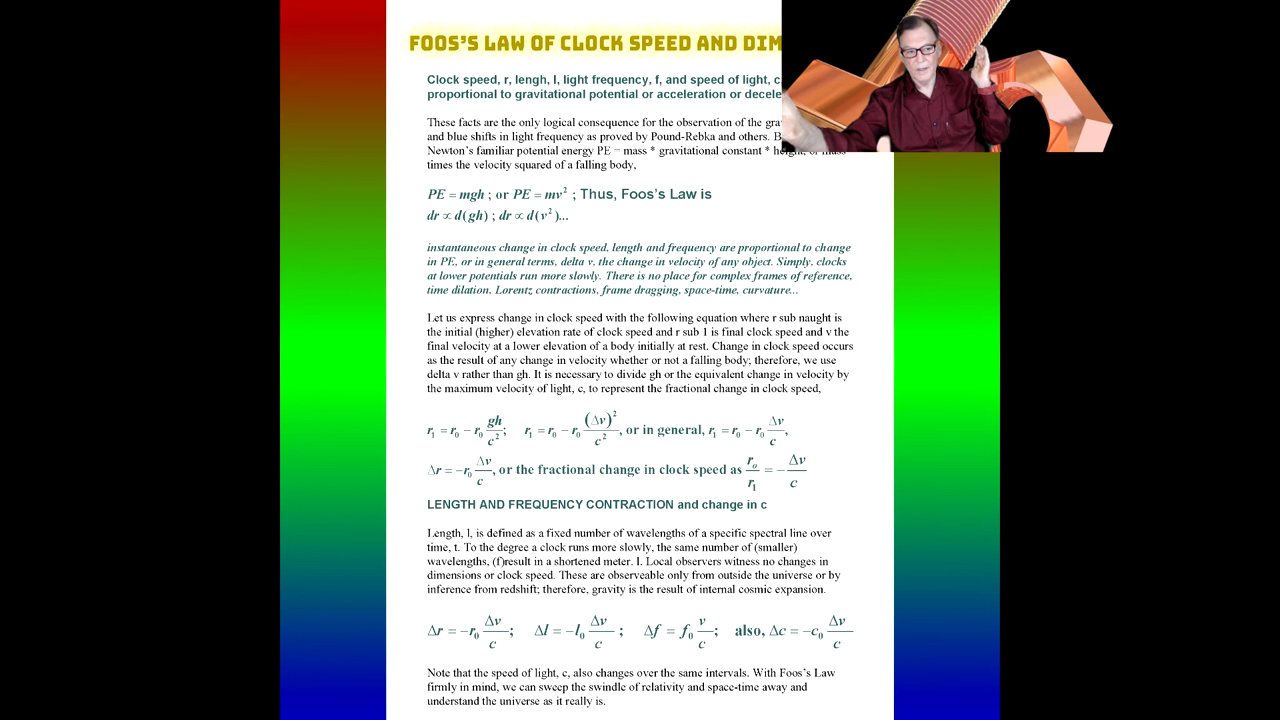 FOOS'S LAW OF CLOCK SPEED AND DIM
Clock speed, r, lengh, l, light frequency, f, and speed of light, c
proportional to gravitational potential or acceleration or decele
These facts are the only logical consequence for the observation of the gra
and blue shifts in light frequency as proved by Pound-Rebka and others. B
Newton's familiar potential energy PE = mass * gravitational constant * height, or mass
times the velocity squared of a falling body,
PE = mgh ; or PE = mv² ; Thus, Foos's Law is
dr ∝ d(gh) ; dr ∝ d(v²)...
instantaneous change in clock speed, length and frequency are proportional to change
in PE, or in general terms, delta v, the change in velocity of any object. Simply, clocks
at lower potentials run more slowly. There is no place for complex frames of reference,
time dilation, Lorentz contractions, frame dragging, space-time, curvature...
Let us express change in clock speed with the following equation where r sub naught is
the initial (higher) elevation rate of clock speed and r sub 1 is final clock speed and v the
final velocity at a lower elevation of a body initially at rest. Change in clock speed occurs
as the result of any change in velocity whether or not a falling body; therefore, we use
delta v rather than gh. It is necessary to divide gh or the equivalent change in velocity by
the maximum velocity of light, c, to represent the fractional change in clock speed,
r₁ = r₀ − r₀ gh/c²; r₁ = r₀ − r₀ (Δv)²/c², or in general, r₁ = r₀ − r₀ Δv/c,
Δr = −r₀ Δv/c, or the fractional change in clock speed as rₒ/r₁ = − Δv/c
LENGTH AND FREQUENCY CONTRACTION and change in c
Length, l, is defined as a fixed number of wavelengths of a specific spectral line over
time, t. To the degree a clock runs more slowly, the same number of (smaller)
wavelengths, (f)result in a shortened meter. l. Local observers witness no changes in
dimensions or clock speed. These are observeable only from outside the universe or by
inference from redshift; therefore, gravity is the result of internal cosmic expansion.
Δr = −r₀ Δv/c; Δl = −l₀ Δv/c ; Δf = f₀ v/c; also, Δc = −c₀ Δv/c
Note that the speed of light, c, also changes over the same intervals. With Foos's Law
firmly in mind, we can sweep the swindle of relativity and space-time away and
understand the universe as it really is.